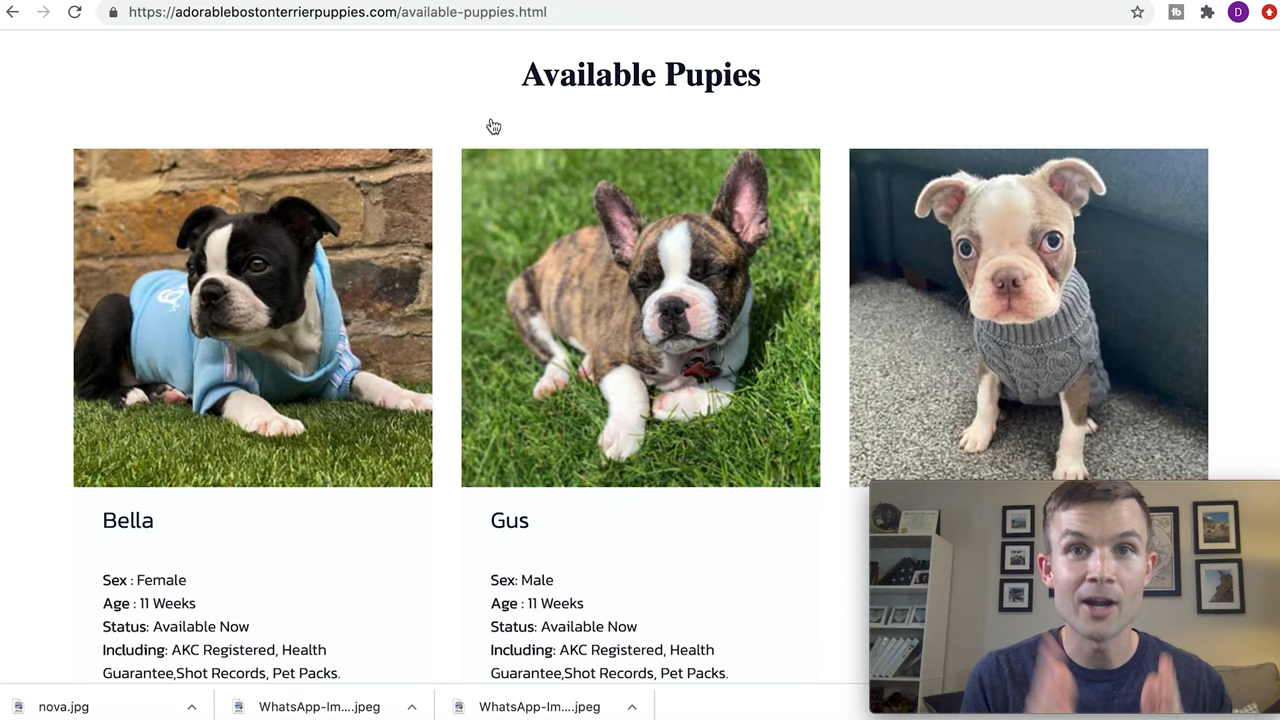 https://adorablebostonterrierpuppies.com/available-puppies.html
D
Available Pupies
Bella
Sex : Female
Age : 11 Weeks
Status: Available Now
Including: AKC Registered, Health
Guarantee,Shot Records, Pet Packs.
Gus
Sex: Male
Age : 11 Weeks
Status: Available Now
Including: AKC Registered, Health
Guarantee,Shot Records, Pet Packs.
nova.jpg
WhatsApp-Im....jpeg
WhatsApp-Im....jpeg